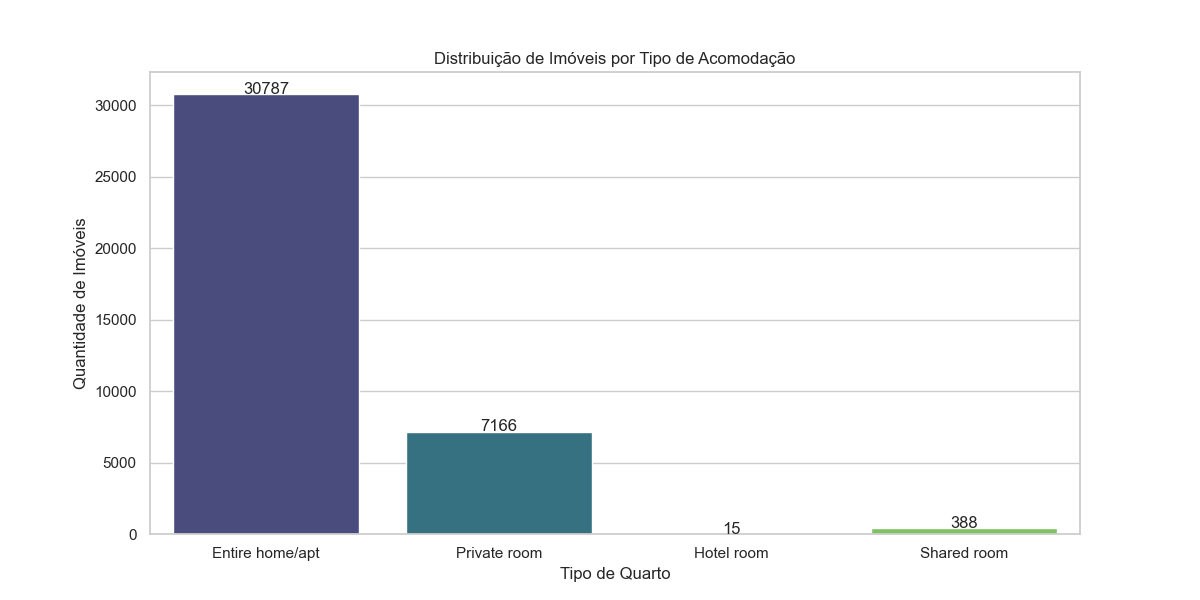 Distribuição de Imóveis por Tipo de Acomodação
30787
7166
15
388
30000
25000
20000
15000
10000
5000
0
Quantidade de Imóveis
Entire home/apt
Private room
Hotel room
Shared room
Tipo de Quarto